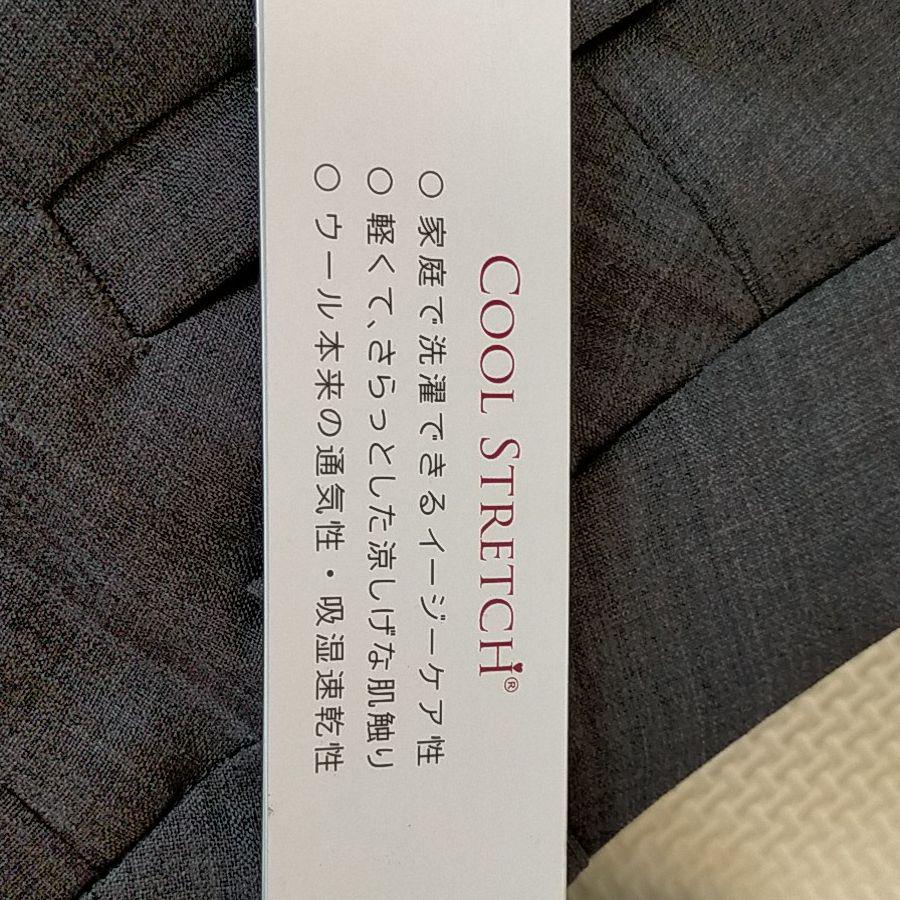 COOL STRETCH®
○ 家庭で洗濯できるイージーケア性
○ 軽くて、さらっとした涼しげな肌触り
○ ウール本来の通気性・吸湿速乾性